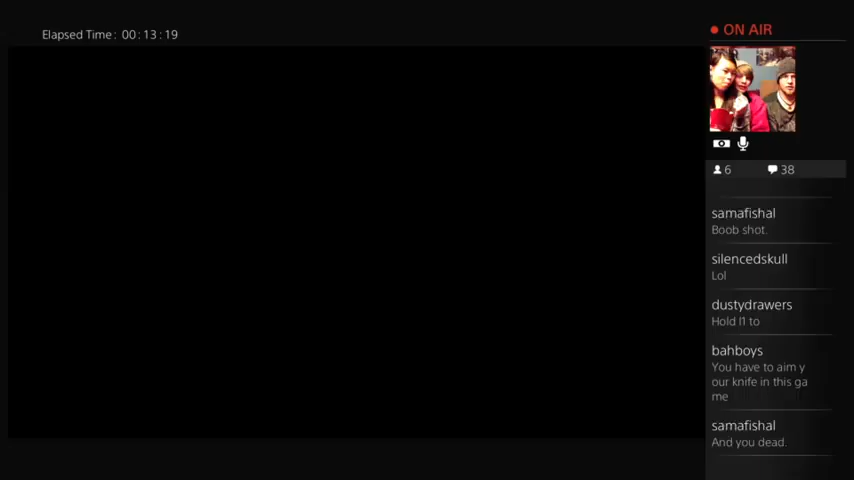 Elapsed Time: 00:13:19
ON AIR
6 38
samafishal
Boob shot.
silencedskull
Lol
dustydrawers
Hold l1 to
bahboys
You have to aim y
our knife in this ga
me
samafishal
And you dead.